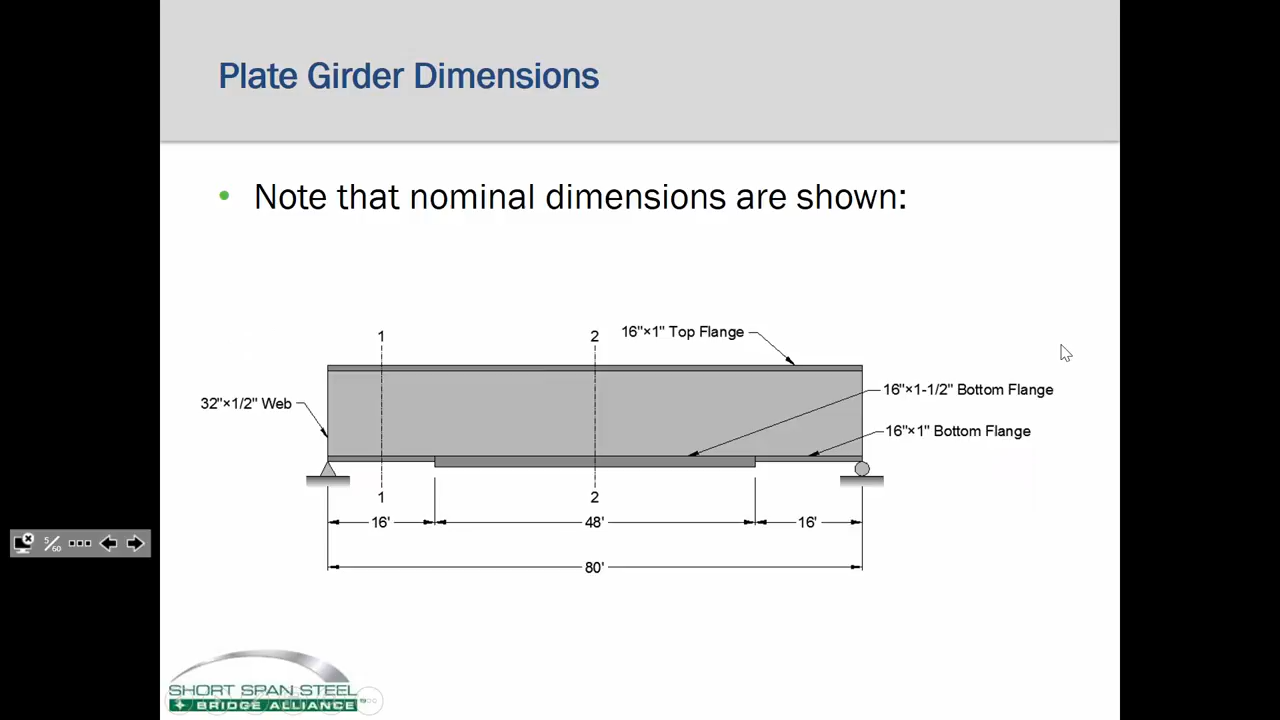 Plate Girder Dimensions
• Note that nominal dimensions are shown:
1
2
16"×1" Top Flange
32"×1/2" Web
16"×1-1/2" Bottom Flange
16"×1" Bottom Flange
1
2
16'
48'
16'
80'
5/60
SHORT SPAN STEEL
BRIDGE ALLIANCE